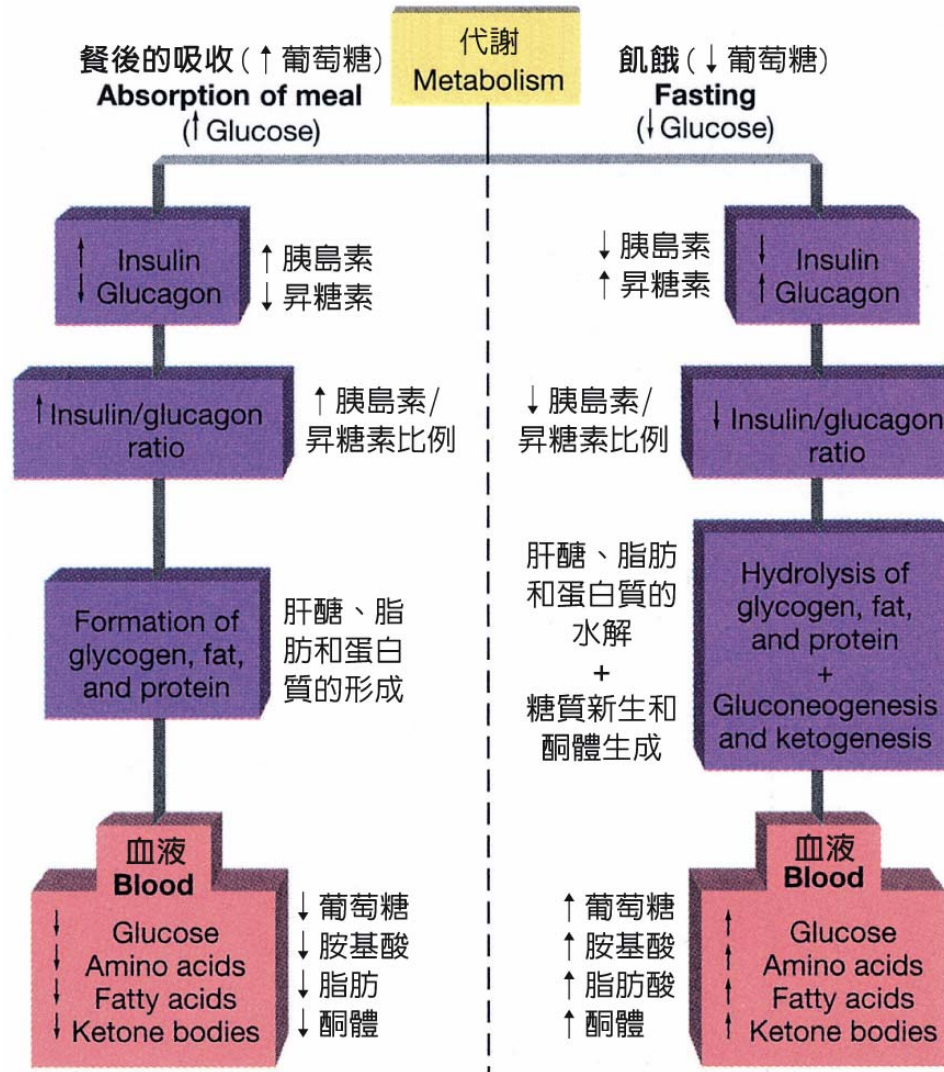 代謝
Metabolism
餐後的吸收(↑葡萄糖)
Absorption of meal
(↑Glucose)
飢餓(↓葡萄糖)
Fasting
(↓Glucose)
↑ Insulin
↓ Glucagon
↑胰島素
↓昇糖素
↑Insulin/glucagon
ratio
↑胰島素/
昇糖素比例
Formation of
glycogen, fat,
and protein
肝醣、脂
肪和蛋白
質的形成
血液
Blood
↓ Glucose
↓ Amino acids
↓ Fatty acids
↓ Ketone bodies
↓葡萄糖
↓胺基酸
↓脂肪
↓酮體
↓胰島素
↑昇糖素
↓ Insulin
↑ Glucagon
↓胰島素/
昇糖素比例
↓ Insulin/glucagon
ratio
肝醣、脂肪
和蛋白質的
水解
+
糖質新生和
酮體生成
Hydrolysis of
glycogen, fat,
and protein
+
Gluconeogenesis
and ketogenesis
血液
Blood
↑葡萄糖
↑胺基酸
↑脂肪酸
↑酮體
↑ Glucose
↑ Amino acids
↑ Fatty acids
↑ Ketone bodies